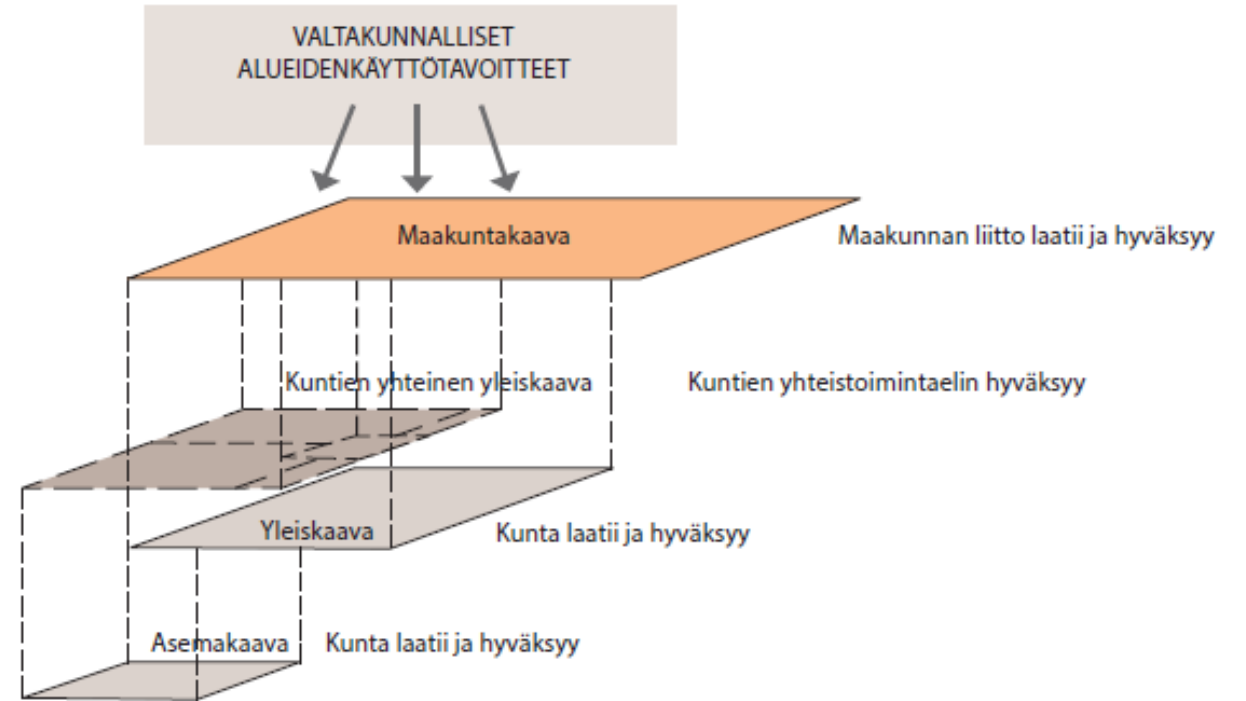 VALTAKUNNALLISET
ALUEIDENKÄYTTÖTAVOITTEET
Maakuntakaava
Maakunnan liitto laatii ja hyväksyy
Kuntien yhteinen yleiskaava
Kuntien yhteistoimintaelin hyväksyy
Yleiskaava
Kunta laatii ja hyväksyy
Asemakaava
Kunta laatii ja hyväksyy